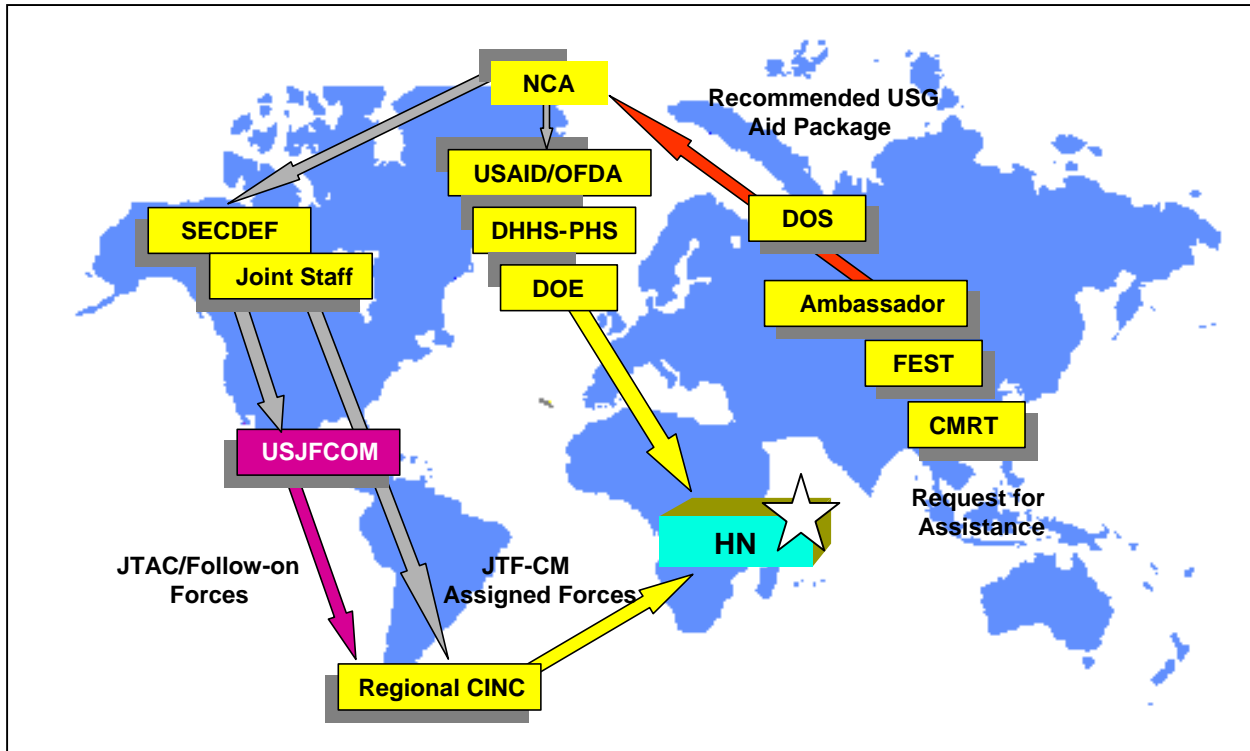 NCA
Recommended USG
Aid Package
USAID/OFDA
DOS
SECDEF
DHHS-PHS
Joint Staff
DOE
Ambassador
FEST
CMRT
USJFCOM
Request for
Assistance
HN
JTAC/Follow-on
Forces
JTF-CM
Assigned Forces
Regional CINC